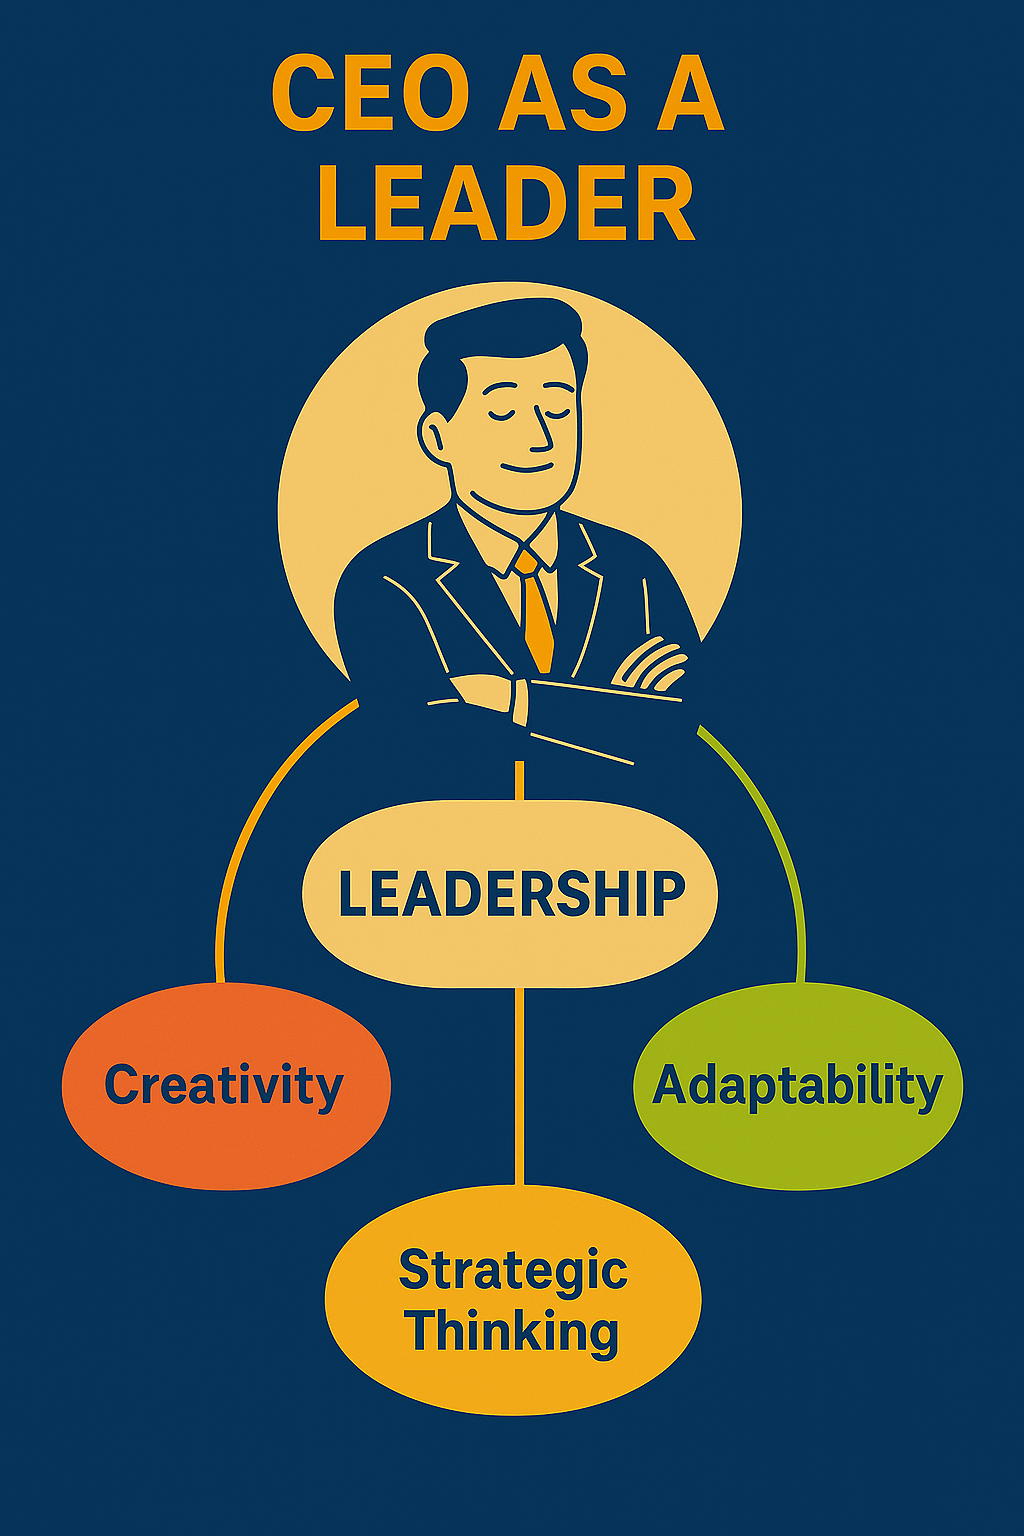 CEO AS A
LEADER
LEADERSHIP
Creativity
Adaptability
Strategic
Thinking